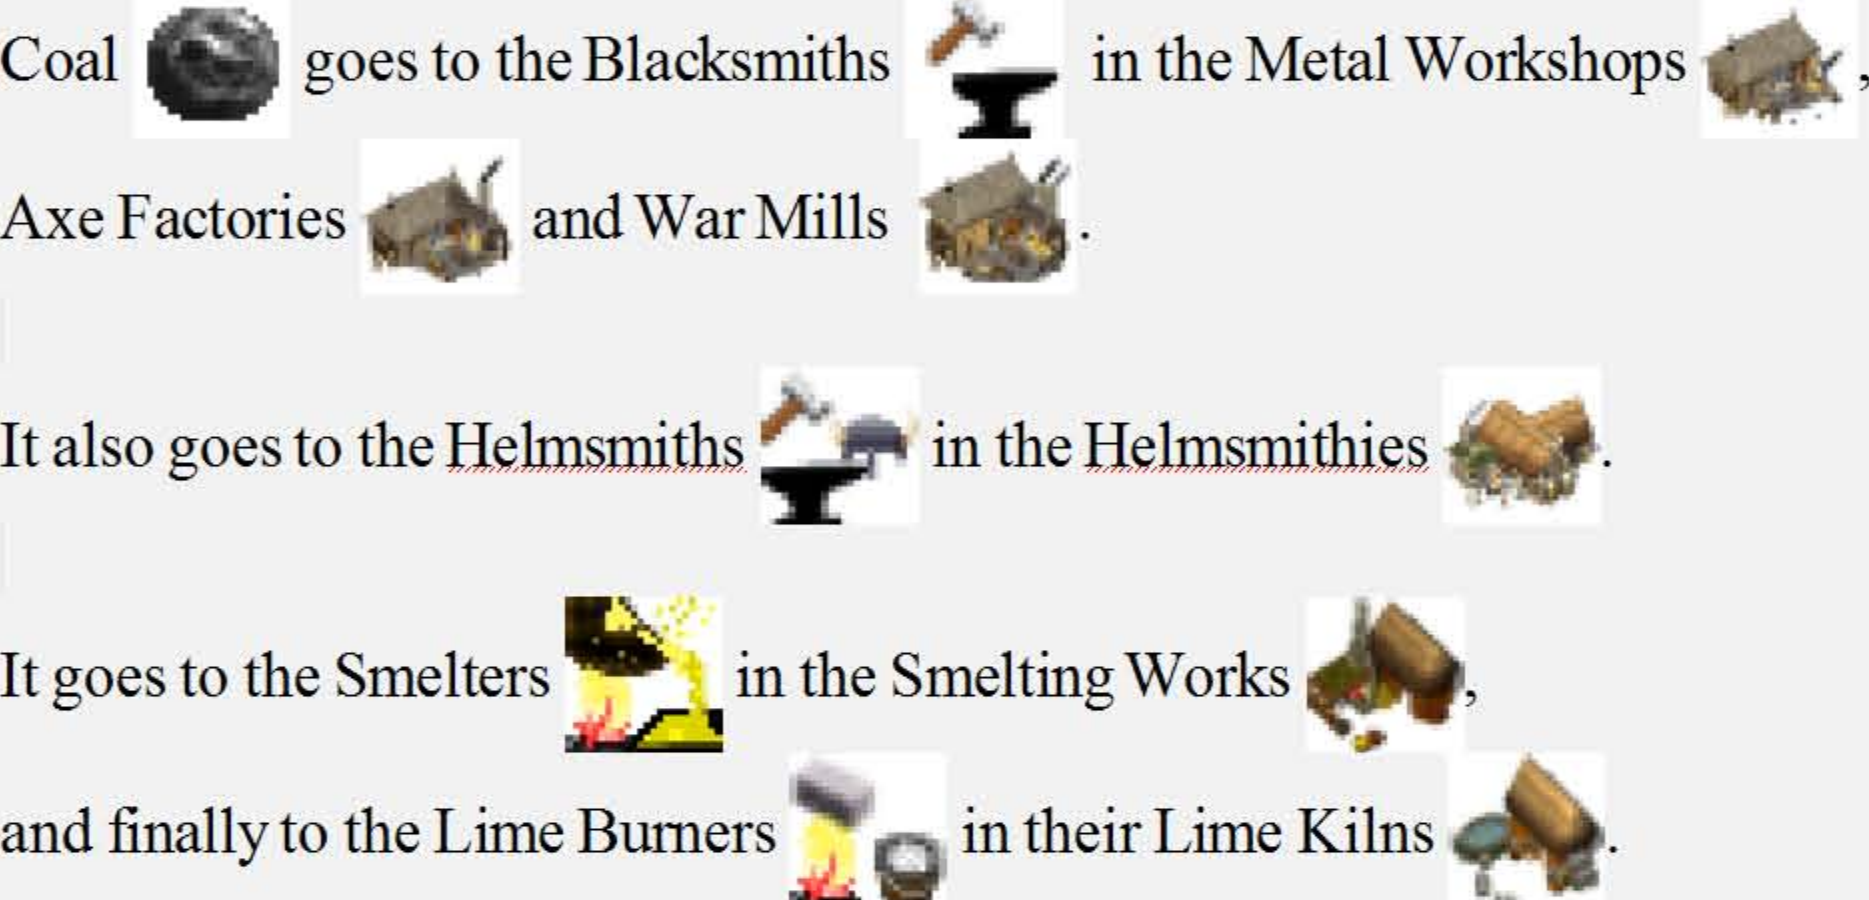 Coal goes to the Blacksmiths in the Metal Workshops ,
Axe Factories and War Mills .
It also goes to the Helmsmiths in the Helmsmithies .
It goes to the Smelters in the Smelting Works ,
and finally to the Lime Burners in their Lime Kilns .